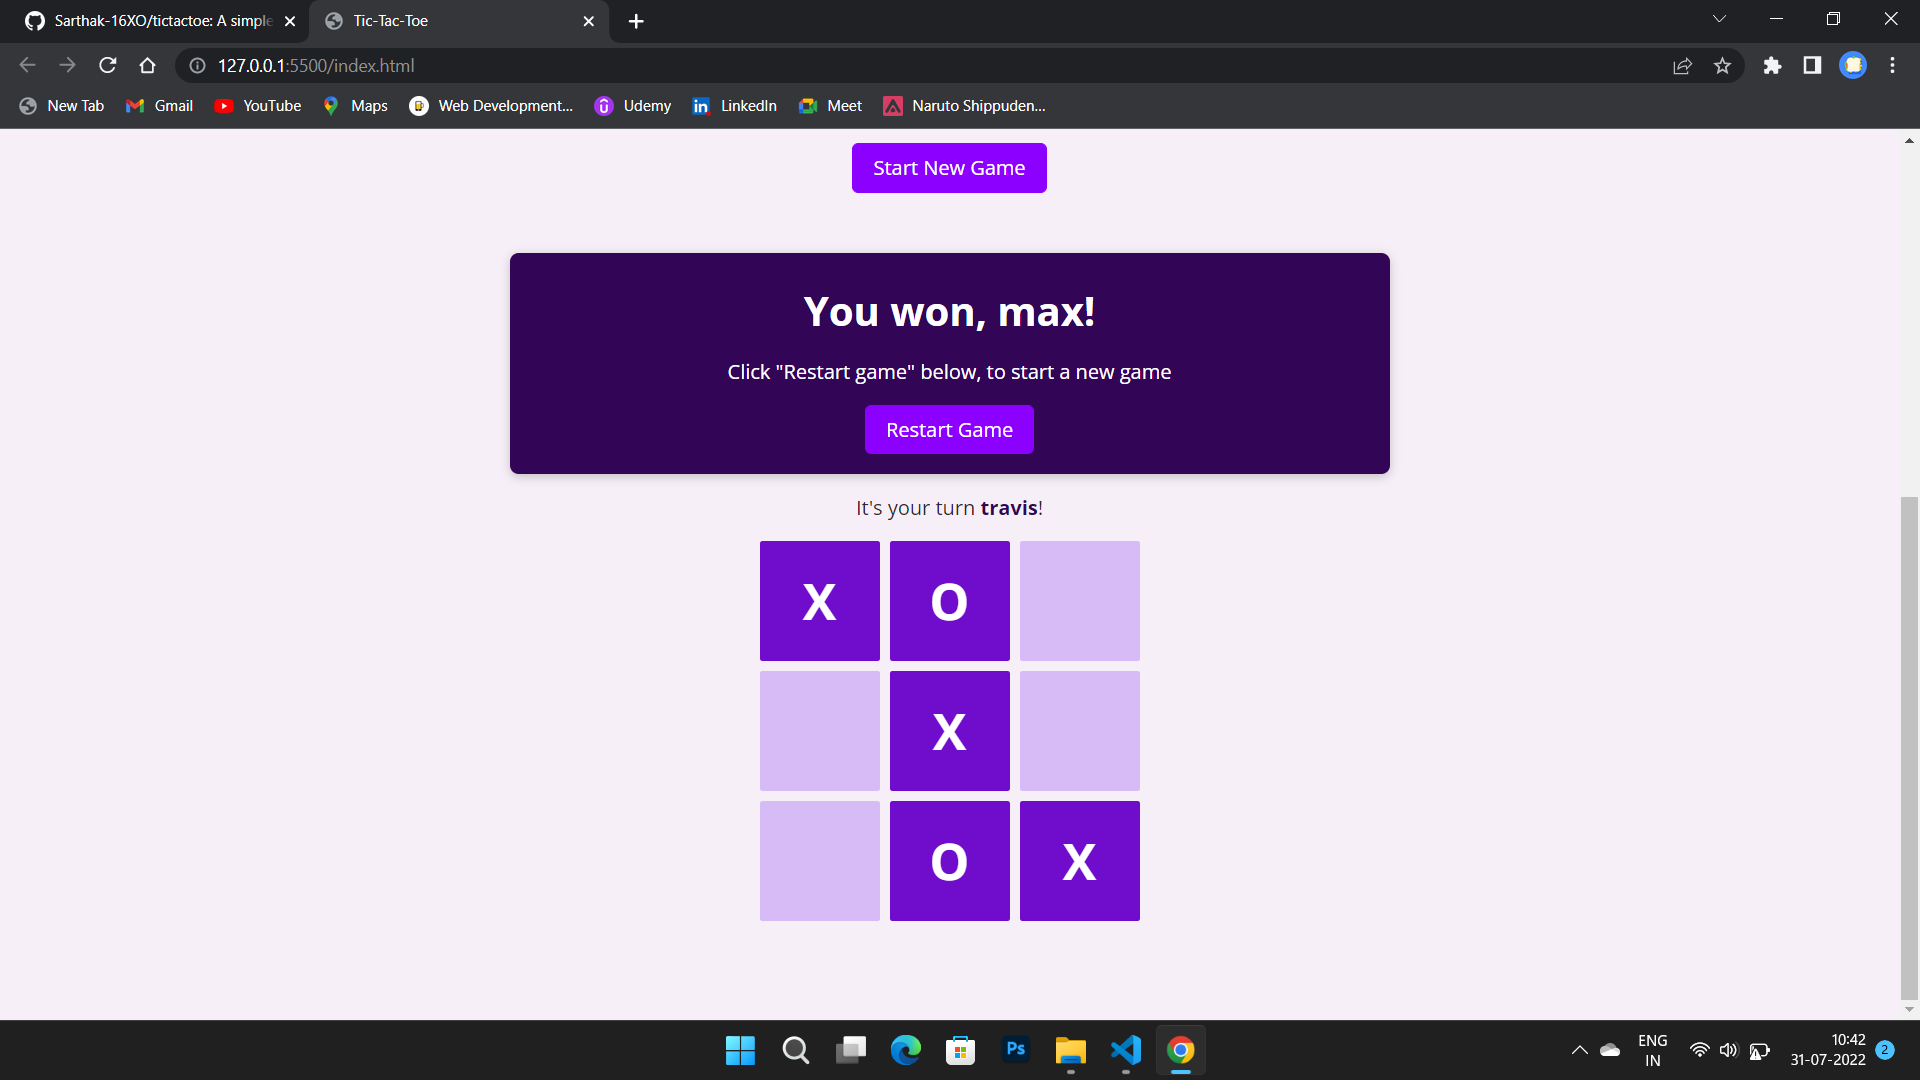 Sarthak-16XO/tictactoe: A simple
Tic-Tac-Toe
127.0.0.1:5500/index.html
New Tab
Gmail
YouTube
Maps
Web Development...
Udemy
LinkedIn
Meet
Naruto Shippuden...
Start New Game
You won, max!
Click "Restart game" below, to start a new game
Restart Game
It's your turn travis!
X O
X
O X
Ps
ENG
IN
10:42
31-07-2022
2